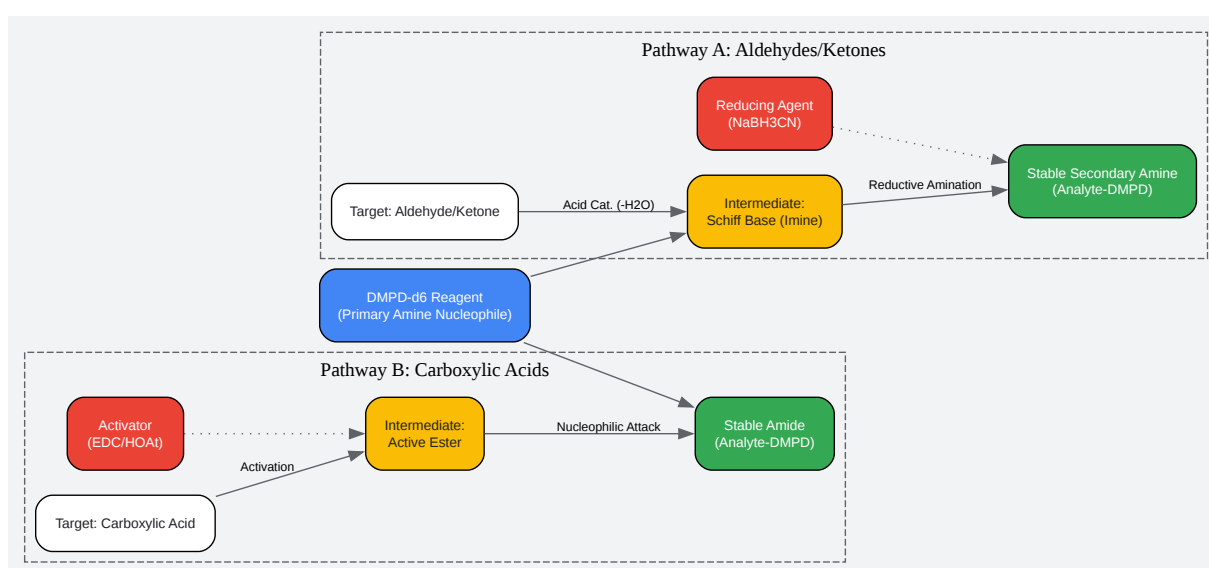 Pathway A: Aldehydes/Ketones
Reducing Agent
(NaBH3CN)
Stable Secondary Amine
(Analyte-DMPD)
Reductive Amination
Target: Aldehyde/Ketone
Acid Cat. (-H2O)
Intermediate:
Schiff Base (Imine)
DMPD-d6 Reagent
(Primary Amine Nucleophile)
Pathway B: Carboxylic Acids
Activator
(EDC/HOAt)
Intermediate:
Active Ester
Nucleophilic Attack
Stable Amide
(Analyte-DMPD)
Activation
Target: Carboxylic Acid